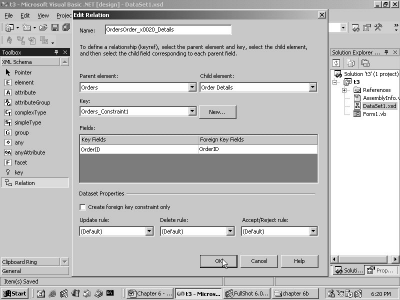 t3 - Microsoft Visual Basic .NET [design] - DataSet1.xsd
File
Edit Relation
Toolbox
XML Schema
Pointer
E element
A attribute
attributeGroup
complexType
simpleType
G group
any
anyAttribute
F facet
key
Relation
Clipboard Ring
General
Item(s) Saved
Name:
OrdersOrder_x0020_Details
To define a relationship (keyref), select the parent element and key, select the child element,
and then select the child field corresponding to each parent field.
Parent element:
Child element:
Orders
Order Details
Key:
Orders_Constraint1
New...
Fields:
Key Fields
Foreign Key Fields
OrderID
OrderID
Dataset Properties
Create foreign key constraint only
Update rule:
Delete rule:
Accept/Reject rule:
(Default)
(Default)
(Default)
OK
Cancel
Help
Solution Explorer ...
Solution 't3' (1 project)
t3
References
AssemblyInfo.v
DataSet1.xsd
Form1.vb
Soluti...
Prop...
Start
Chapter 6 - ...
t3 - Micros...
FullShot 6.0...
chapter 6b
6:20 PM